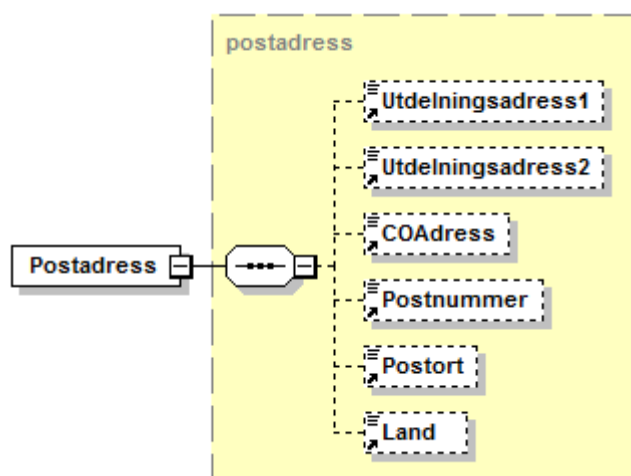 postadress
Utdelningsadress1
Utdelningsadress2
COAdress
Postadress
Postnummer
Postort
Land